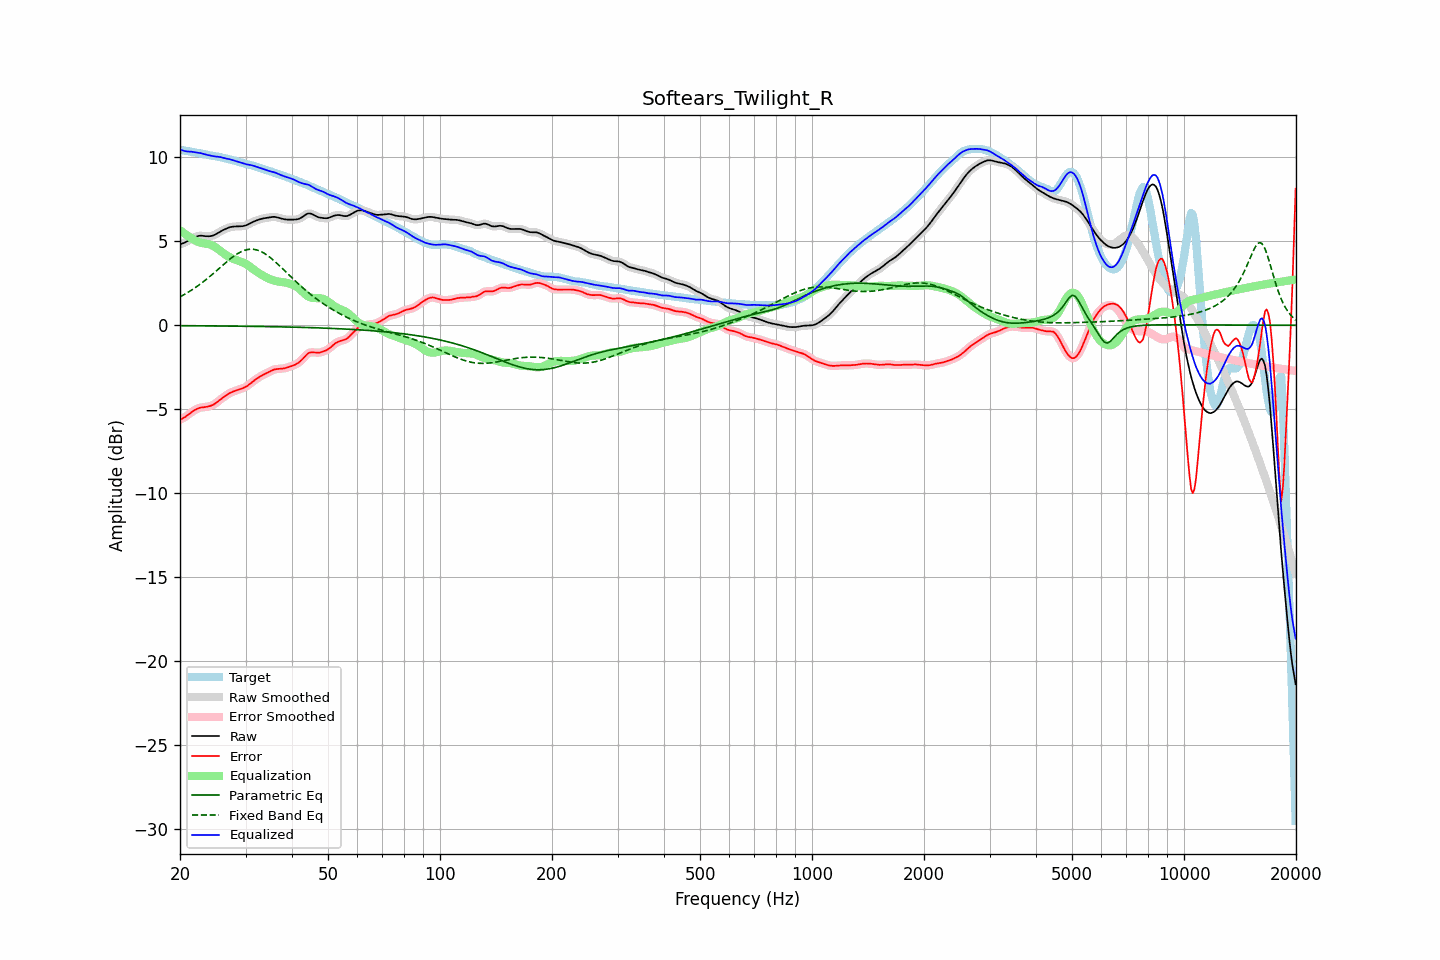 Softears_Twilight_R
Amplitude (dBr)
10
5
0
−5
−10
−15
−20
−25
−30
Target
Raw Smoothed
Error Smoothed
Raw
Error
Equalization
Parametric Eq
Fixed Band Eq
Equalized
20 50 100 200 500 1000 2000 5000 10000 20000
Frequency (Hz)